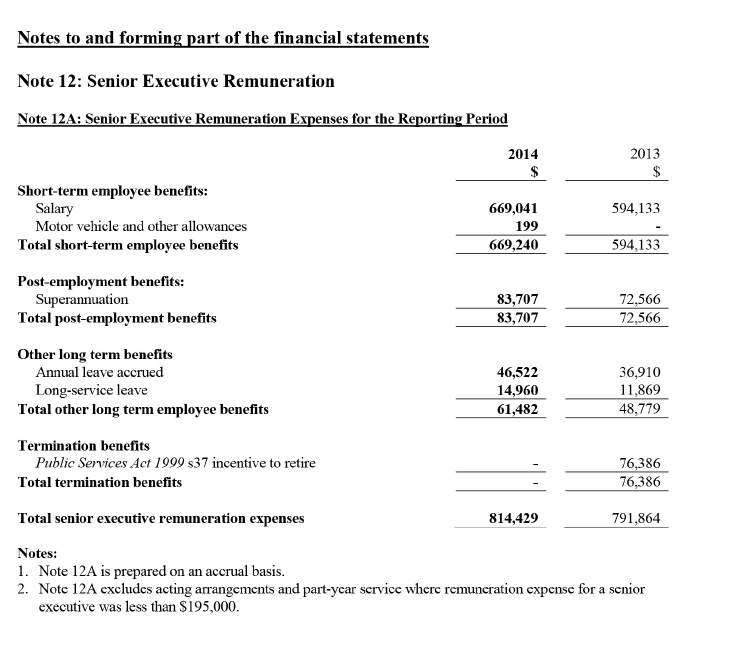 Notes to and forming part of the financial statements
Note 12: Senior Executive Remuneration
Note 12A: Senior Executive Remuneration Expenses for the Reporting Period
2014 2013
$ $
Short-term employee benefits:
Salary 669,041 594,133
Motor vehicle and other allowances 199 -
Total short-term employee benefits 669,240 594,133
Post-employment benefits:
Superannuation 83,707 72,566
Total post-employment benefits 83,707 72,566
Other long term benefits
Annual leave accrued 46,522 36,910
Long-service leave 14,960 11,869
Total other long term employee benefits 61,482 48,779
Termination benefits
Public Services Act 1999 s37 incentive to retire - 76,386
Total termination benefits - 76,386
Total senior executive remuneration expenses 814,429 791,864
Notes:
1. Note 12A is prepared on an accrual basis.
2. Note 12A excludes acting arrangements and part-year service where remuneration expense for a senior
executive was less than $195,000.